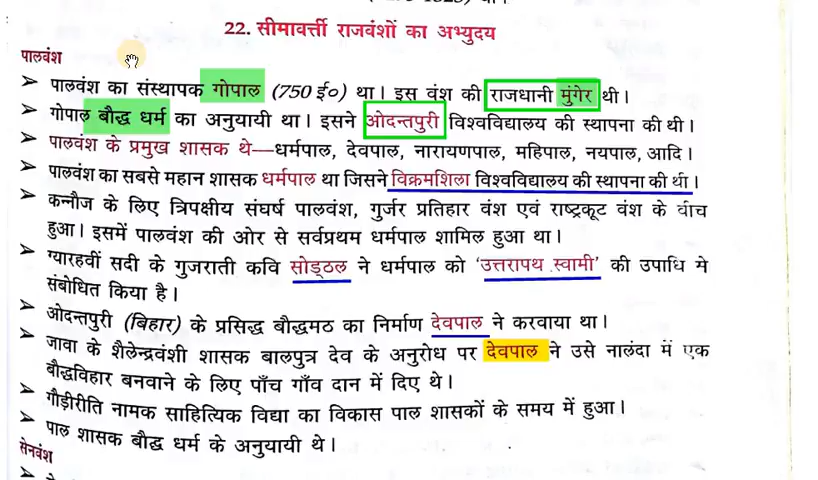 22. सीमावर्त्ती राजवंशों का अभ्युदय
पालवंश
➤ पालवंश का संस्थापक गोपाल (750 ई०) था। इस वंश की राजधानी मुंगेर थी।
➤ गोपाल बौद्ध धर्म का अनुयायी था। इसने ओदन्तपुरी विश्वविद्यालय की स्थापना की थी।
➤ पालवंश के प्रमुख शासक थे—धर्मपाल, देवपाल, नारायणपाल, महिपाल, नयपाल, आदि।
➤ पालवंश का सबसे महान शासक धर्मपाल था जिसने विक्रमशिला विश्वविद्यालय की स्थापना की थी।
➤ कन्नौज के लिए त्रिपक्षीय संघर्ष पालवंश, गुर्जर प्रतिहार वंश एवं राष्ट्रकूट वंश के बीच
हुआ। इसमें पालवंश की ओर से सर्वप्रथम धर्मपाल शामिल हुआ था।
➤ ग्यारहवीं सदी के गुजराती कवि सोड्ठल ने धर्मपाल को 'उत्तरापथ स्वामी' की उपाधि मे
संबोधित किया है।
➤ ओदन्तपुरी (बिहार) के प्रसिद्ध बौद्धमठ का निर्माण देवपाल ने करवाया था।
➤ जावा के शैलेन्द्रवंशी शासक बालपुत्र देव के अनुरोध पर देवपाल ने उसे नालंदा में एक
बौद्धविहार बनवाने के लिए पाँच गाँव दान में दिए थे।
➤ गौड़ीरीति नामक साहित्यिक विद्या का विकास पाल शासकों के समय में हुआ।
➤ पाल शासक बौद्ध धर्म के अनुयायी थे।
सेनवंश